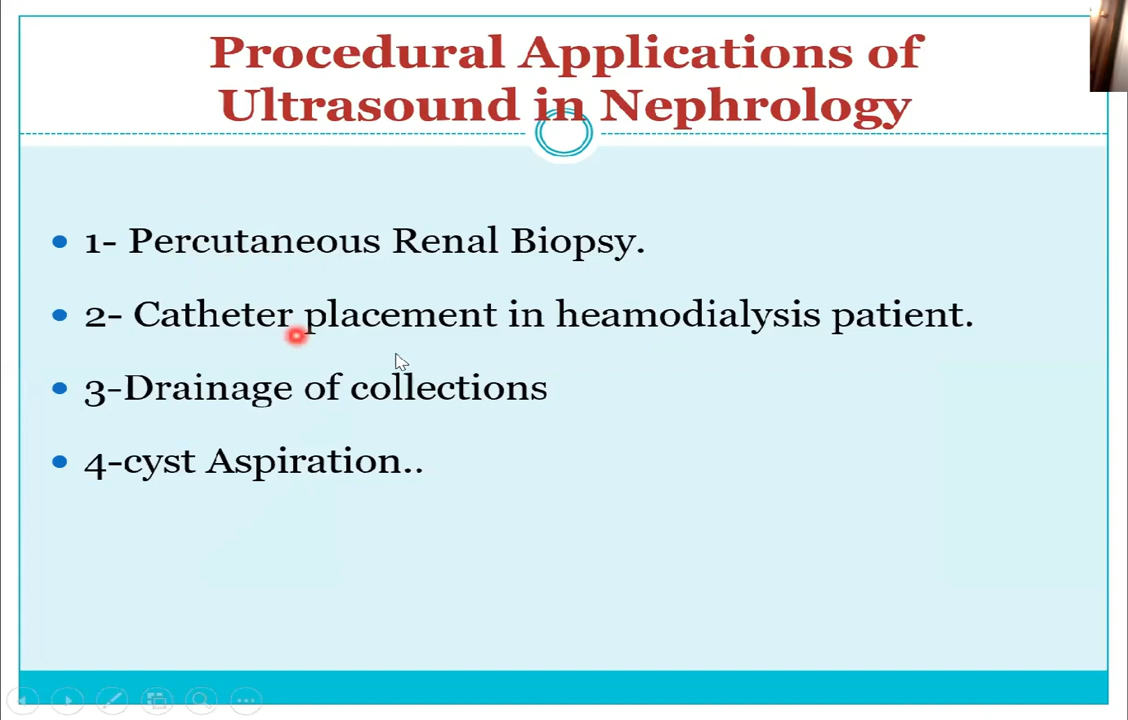 Procedural Applications of
Ultrasound in Nephrology
1- Percutaneous Renal Biopsy.
2- Catheter placement in heamodialysis patient.
3-Drainage of collections
4-cyst Aspiration..